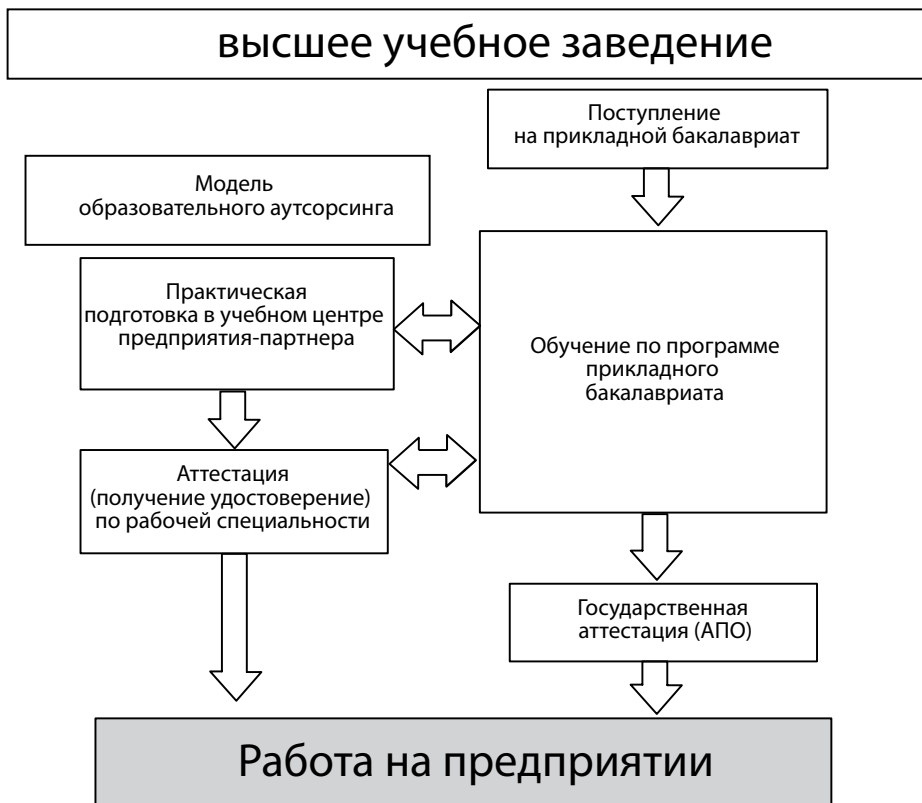 высшее учебное заведение
Поступление
на прикладной бакалавриат
Модель
образовательного аутсорсинга
Практическая
подготовка в учебном центре
предприятия-партнера
Обучение по программе
прикладного
бакалавриата
Аттестация
(получение удостоверение)
по рабочей специальности
Государственная
аттестация (АПО)
Работа на предприятии